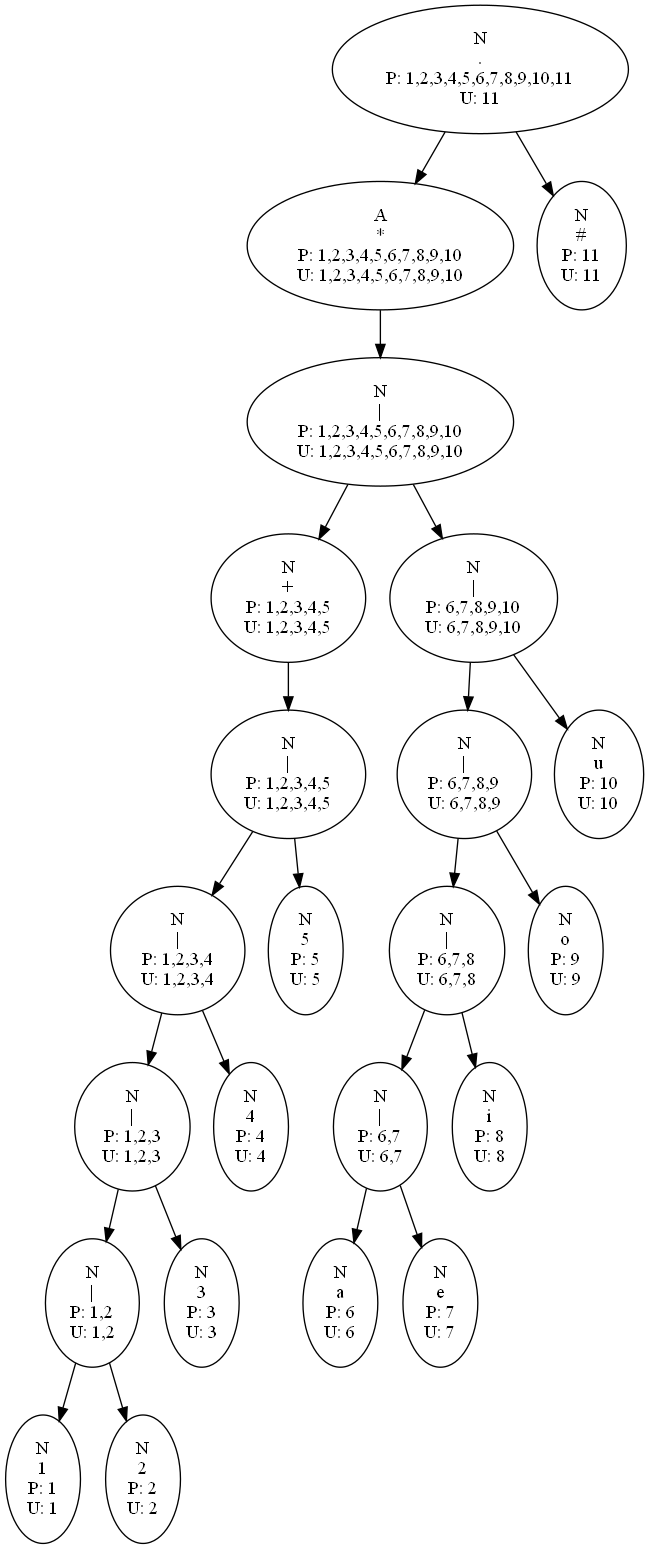 N
.
P: 1,2,3,4,5,6,7,8,9,10,11
U: 11
A
*
P: 1,2,3,4,5,6,7,8,9,10
U: 1,2,3,4,5,6,7,8,9,10
N
#
P: 11
U: 11
N
|
P: 1,2,3,4,5,6,7,8,9,10
U: 1,2,3,4,5,6,7,8,9,10
N
+
P: 1,2,3,4,5
U: 1,2,3,4,5
N
|
P: 6,7,8,9,10
U: 6,7,8,9,10
N
|
P: 1,2,3,4,5
U: 1,2,3,4,5
N
|
P: 6,7,8,9
U: 6,7,8,9
N
u
P: 10
U: 10
N
|
P: 1,2,3,4
U: 1,2,3,4
N
5
P: 5
U: 5
N
|
P: 6,7,8
U: 6,7,8
N
o
P: 9
U: 9
N
|
P: 1,2,3
U: 1,2,3
N
4
P: 4
U: 4
N
|
P: 6,7
U: 6,7
N
i
P: 8
U: 8
N
|
P: 1,2
U: 1,2
N
3
P: 3
U: 3
N
a
P: 6
U: 6
N
e
P: 7
U: 7
N
1
P: 1
U: 1
N
2
P: 2
U: 2